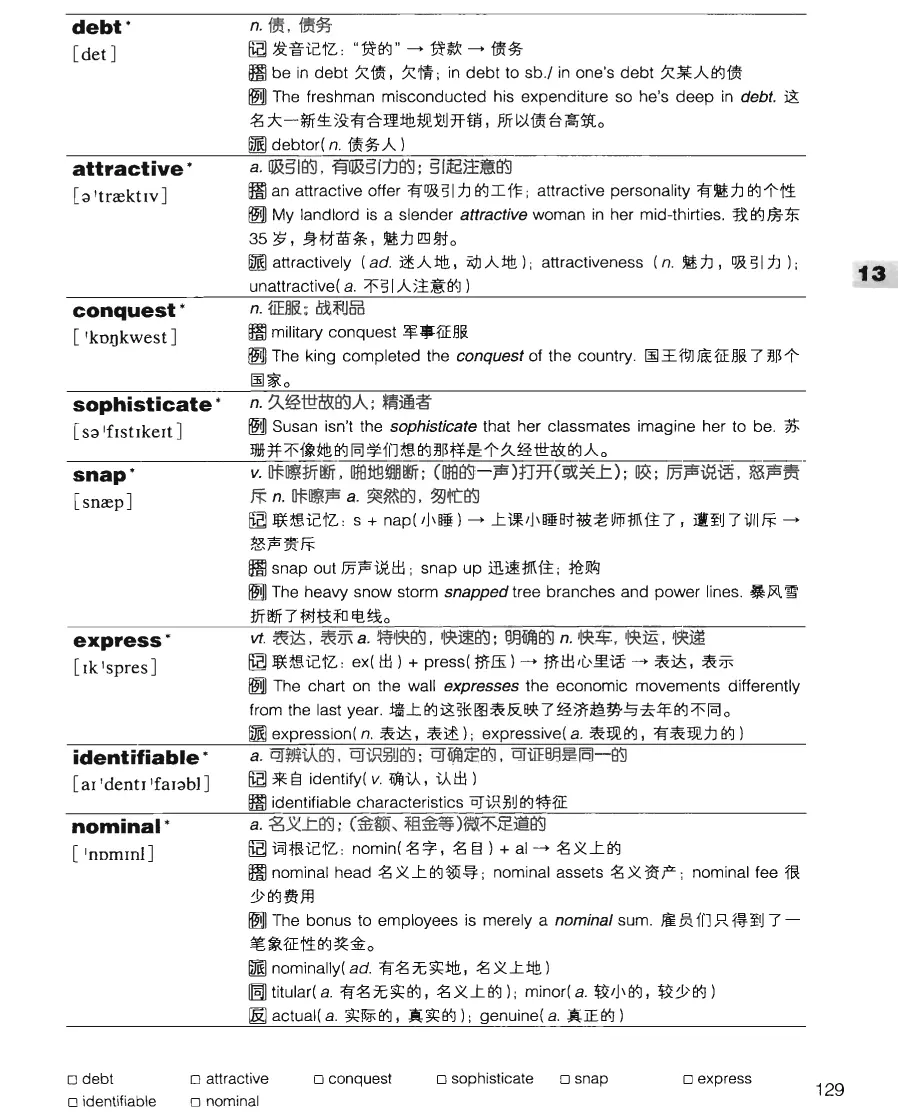 debt*
[det]
n. 债，债务
[记] 发音记忆：“贷的” → 贷款 → 债务
[搭] be in debt 欠债，欠情；in debt to sb./ in one's debt 欠某人的债
[例] The freshman misconducted his expenditure so he's deep in debt. 这
名大一新生没有合理地规划开销，所以债台高筑。
[派] debtor(n. 债务人)
attractive*
[ə'træktɪv]
a. 吸引的，有吸引力的；引起注意的
[搭] an attractive offer 有吸引力的工作；attractive personality 有魅力的个性
[例] My landlord is a slender attractive woman in her mid-thirties. 我的房东
35 岁，身材苗条，魅力四射。
[派] attractively (ad. 迷人地，动人地)；attractiveness (n. 魅力，吸引力)；
unattractive(a. 不引人注意的)
13
conquest*
['kɒŋkwest]
n. 征服；战利品
[搭] military conquest 军事征服
[例] The king completed the conquest of the country. 国王彻底征服了那个
国家。
sophisticate*
[sə'fɪstɪkeɪt]
n. 久经世故的人；精通者
[例] Susan isn't the sophisticate that her classmates imagine her to be. 苏
珊并不像她的同学们想的那样是个久经世故的人。
snap*
[snæp]
v. 咔嚓折断，啪地绷断；(啪的一声)打开(或关上)；咬；厉声说话，怒声责
斥 n. 咔嚓声 a. 突然的，匆忙的
[记] 联想记忆：s + nap(小睡) → 上课小睡时被老师抓住了，遭到了训斥 →
怒声责斥
[搭] snap out 厉声说出；snap up 迅速抓住；抢购
[例] The heavy snow storm snapped tree branches and power lines. 暴风雪
折断了树枝和电线。
express*
[ɪk'spres]
vt. 表达，表示 a. 特快的，快速的；明确的 n. 快车，快运，快递
[记] 联想记忆：ex(出) + press(挤压) → 挤出心里话 → 表达，表示
[例] The chart on the wall expresses the economic movements differently
from the last year. 墙上的这张图表反映了经济趋势与去年的不同。
[派] expression(n. 表达，表述)；expressive(a. 表现的，有表现力的)
identifiable*
[aɪ'dentɪ'faɪəbl]
a. 可辨认的，可识别的；可确定的，可证明是同一的
[记] 来自 identify(v. 确认，认出)
[搭] identifiable characteristics 可识别的特征
nominal*
['nɒmɪnl]
a. 名义上的；(金额、租金等)微不足道的
[记] 词根记忆：nomin(名字，名目) + al → 名义上的
[搭] nominal head 名义上的领导；nominal assets 名义资产；nominal fee 很
少的费用
[例] The bonus to employees is merely a nominal sum. 雇员们只得到了一
笔象征性的奖金。
[派] nominally(ad. 有名无实地，名义上地)
[同] titular(a. 有名无实的，名义上的)；minor(a. 较小的，较少的)
[反] actual(a. 实际的，真实的)；genuine(a. 真正的)
□ debt □ attractive □ conquest □ sophisticate □ snap □ express
□ identifiable □ nominal
129